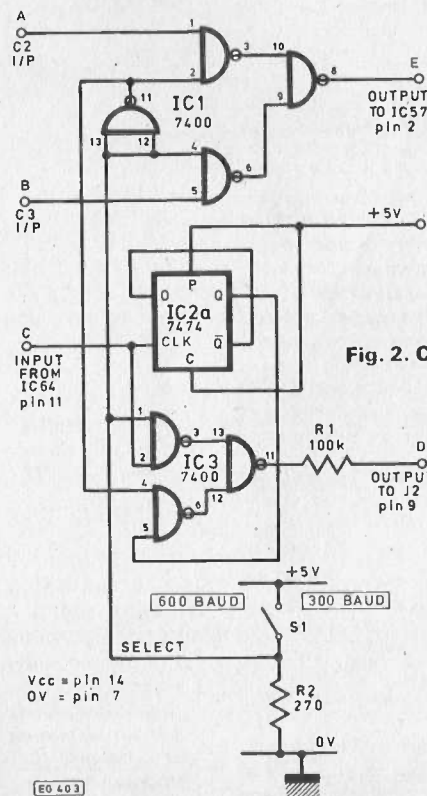 A
C2
I/P
1
2
3
10
9
8
E
OUTPUT
TO IC57
pin 2
11
IC1
7400
13
12
4
5
6
B
C3
I/P
+5V
P
D
Q
IC2a
7474
CLK
Q
C
C
INPUT
FROM
IC64
pin 11
Fig. 2. C
1
2
3
13
IC3
7400
11
12
4
5
6
R1
100k
D
OUTPUT
TO J2
pin 9
+5V
600 BAUD
300 BAUD
S1
SELECT
Vcc = pin 14
0V = pin 7
R2
270
0V
EG 403